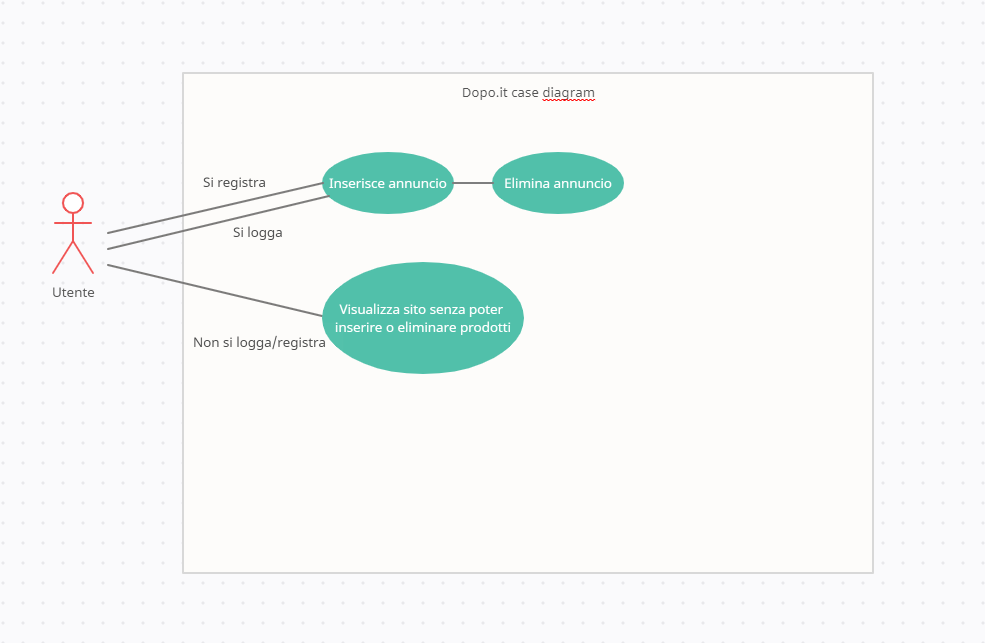 Dopo.it case diagram
Si registra
Inserisce annuncio
Elimina annuncio
Si logga
Utente
Visualizza sito senza poter
inserire o eliminare prodotti
Non si logga/registra